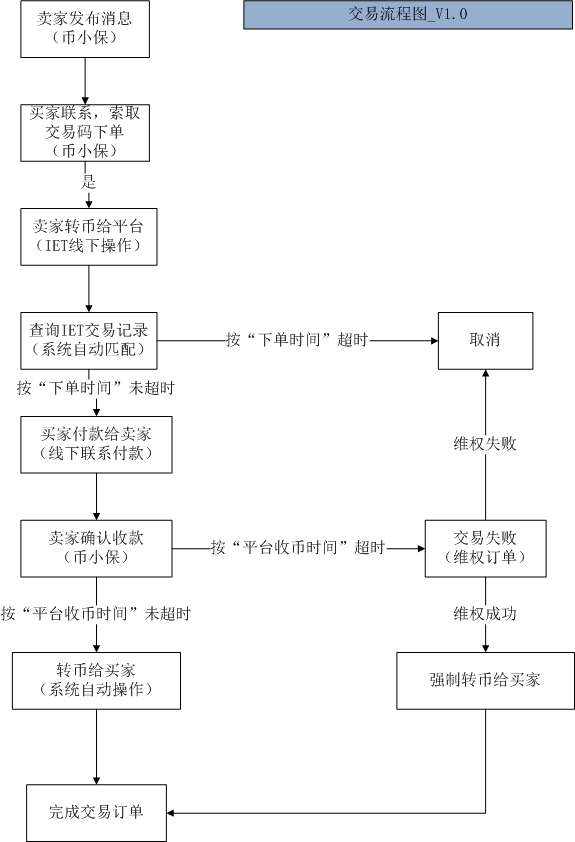 交易流程图_V1.0
卖家发布消息
（币小保）
买家联系，索取
交易码下单
（币小保）
是
卖家转币给平台
（IET线下操作）
查询IET交易记录
（系统自动匹配）
按“下单时间”超时
取消
按“下单时间”未超时
买家付款给卖家
（线下联系付款）
维权失败
卖家确认收款
（币小保）
按“平台收币时间”超时
交易失败
（维权订单）
按“平台收币时间”未超时
维权成功
转币给买家
（系统自动操作）
强制转币给买家
完成交易订单